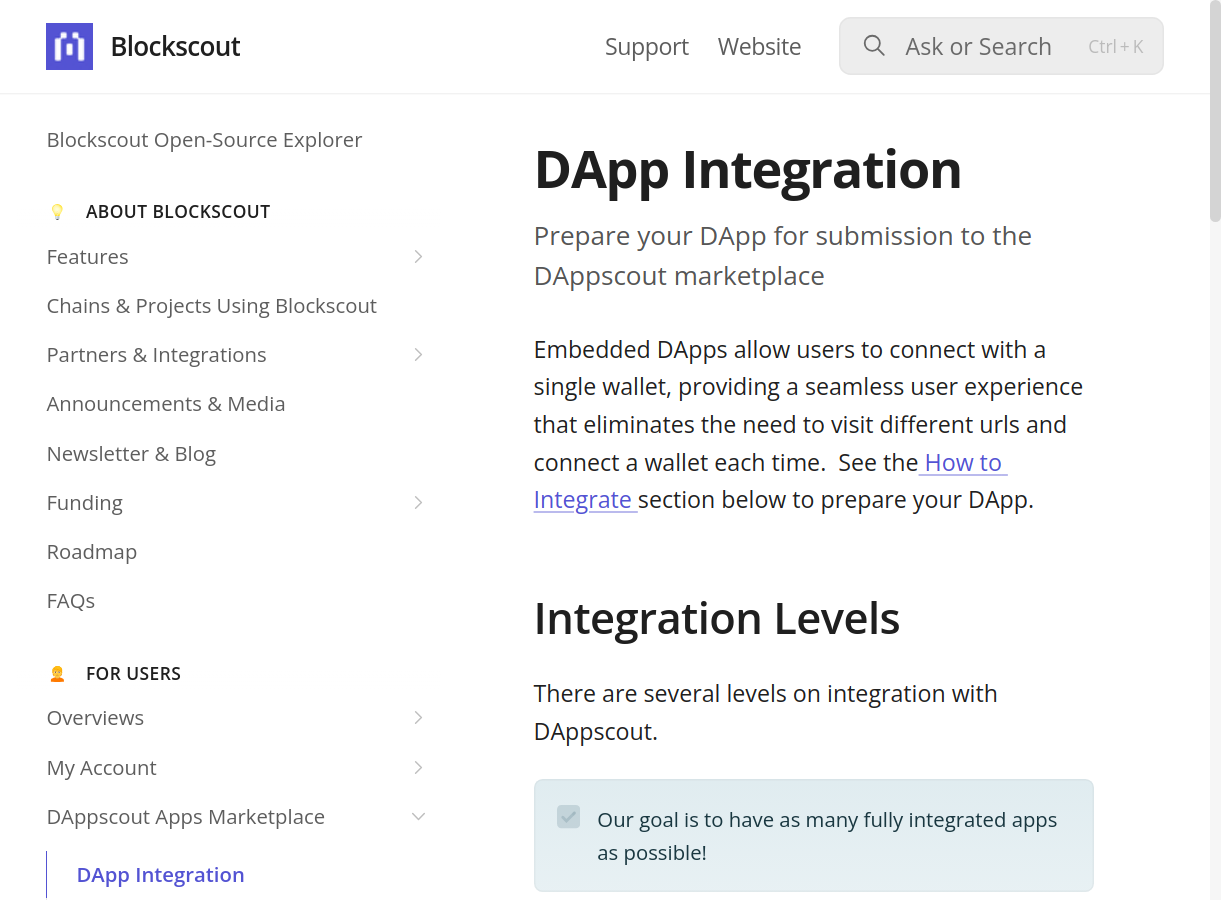 Blockscout
Support
Website
Ask or Search
Ctrl + K
Blockscout Open-Source Explorer
ABOUT BLOCKSCOUT
Features
Chains & Projects Using Blockscout
Partners & Integrations
Announcements & Media
Newsletter & Blog
Funding
Roadmap
FAQs
FOR USERS
Overviews
My Account
DAppscout Apps Marketplace
DApp Integration
DApp Integration
Prepare your DApp for submission to the
DAppscout marketplace
Embedded DApps allow users to connect with a
single wallet, providing a seamless user experience
that eliminates the need to visit different urls and
connect a wallet each time.  See the How to
Integrate section below to prepare your DApp.
Integration Levels
There are several levels on integration with
DAppscout.
Our goal is to have as many fully integrated apps
as possible!